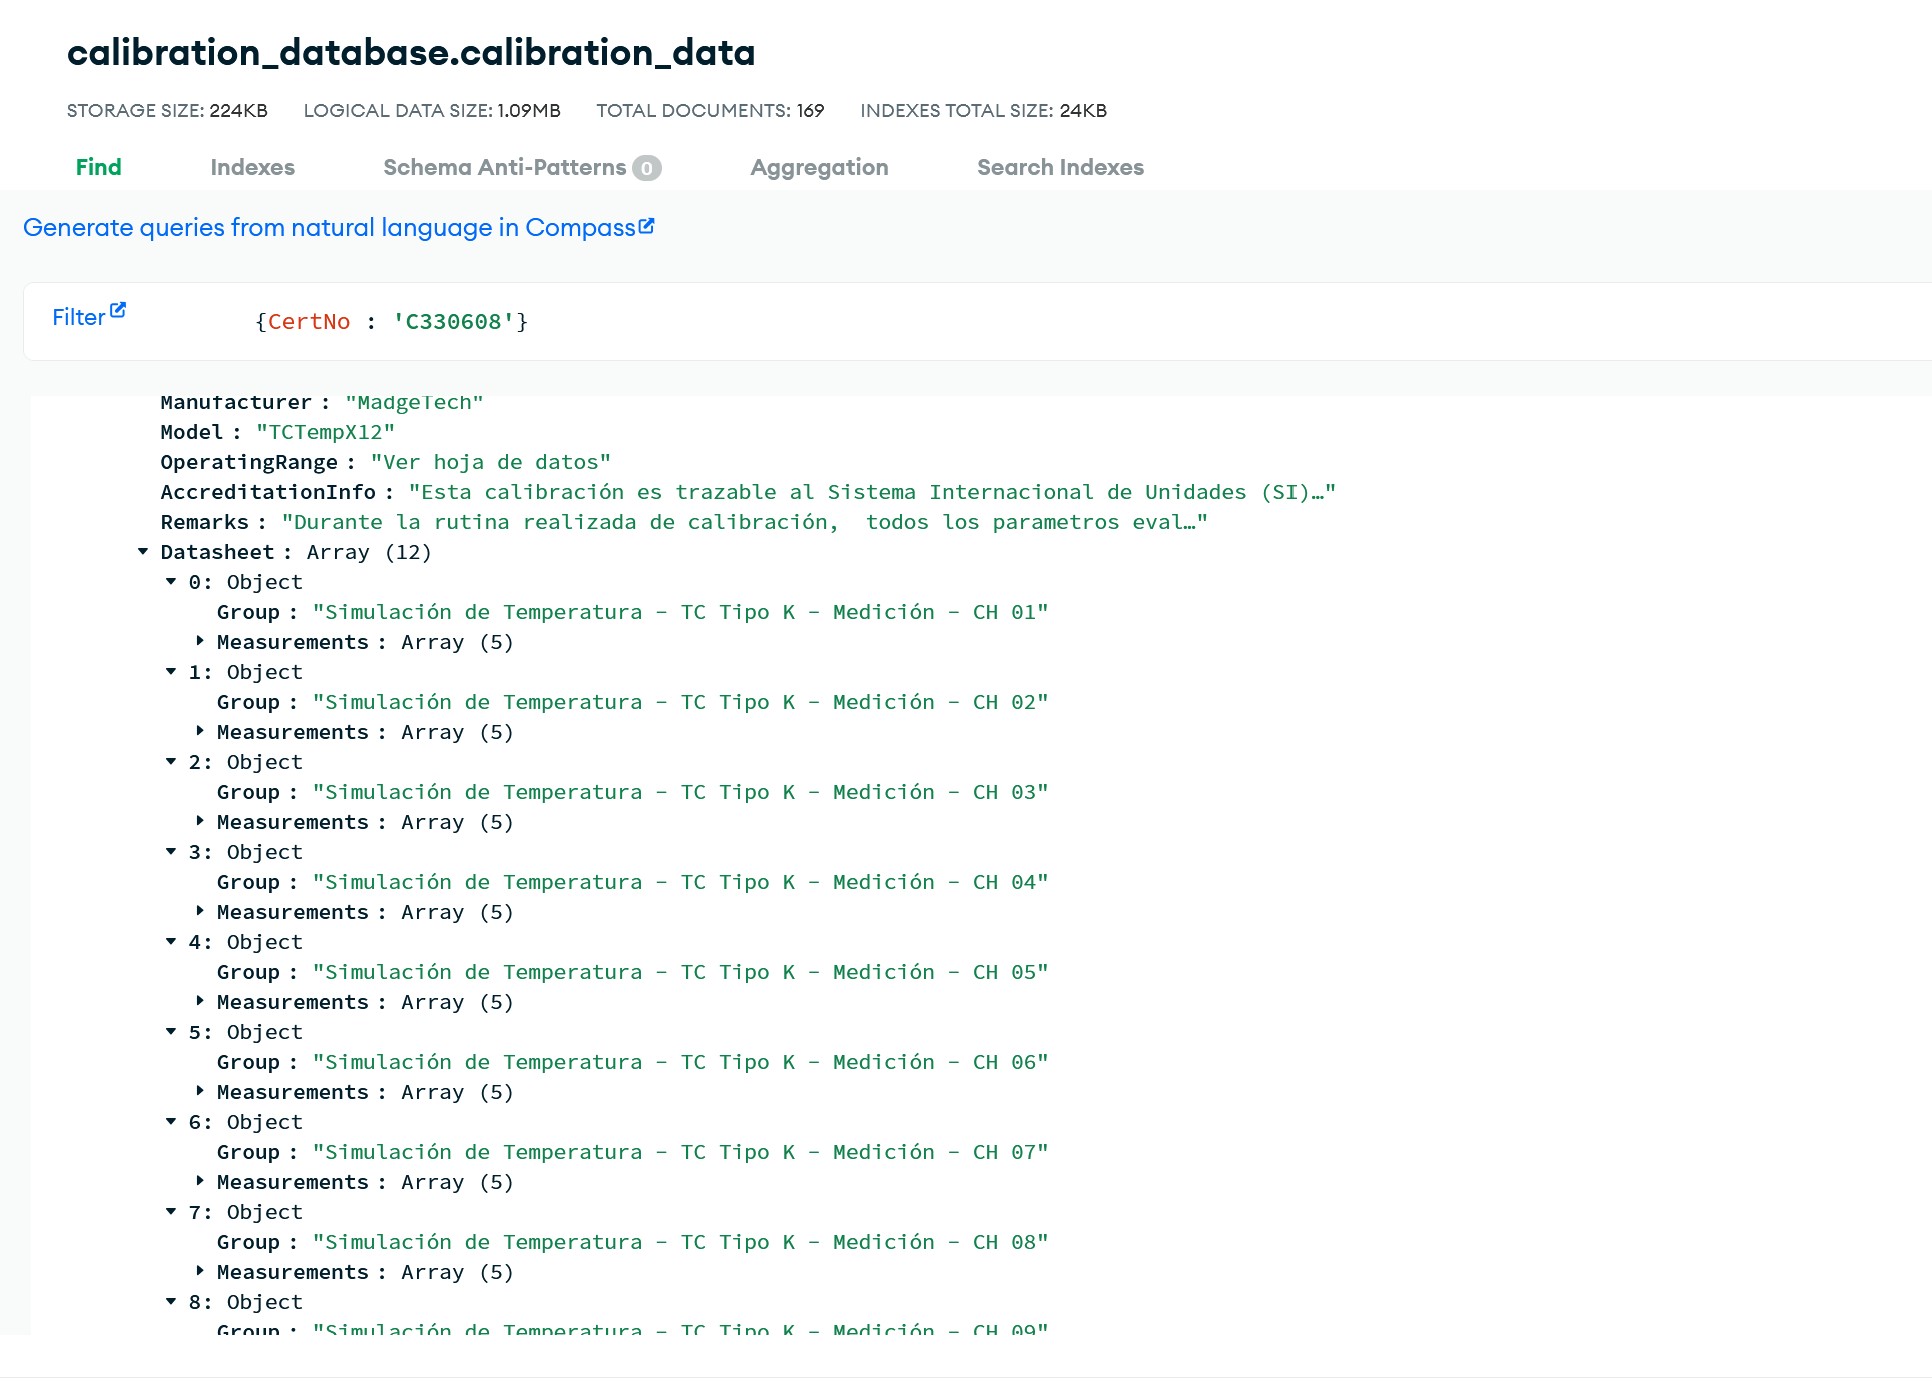 calibration_database.calibration_data
STORAGE SIZE: 224KB LOGICAL DATA SIZE: 1.09MB TOTAL DOCUMENTS: 169 INDEXES TOTAL SIZE: 24KB
Find Indexes Schema Anti-Patterns 0 Aggregation Search Indexes
Generate queries from natural language in Compass
Filter {CertNo : 'C330608'}
Manufacturer : "MadgeTech"
Model : "TCTempX12"
OperatingRange : "Ver hoja de datos"
AccreditationInfo : "Esta calibración es trazable al Sistema Internacional de Unidades (SI)…"
Remarks : "Durante la rutina realizada de calibración,  todos los parametros eval…"
Datasheet : Array (12)
0: Object
Group : "Simulación de Temperatura - TC Tipo K - Medición - CH 01"
Measurements : Array (5)
1: Object
Group : "Simulación de Temperatura - TC Tipo K - Medición - CH 02"
Measurements : Array (5)
2: Object
Group : "Simulación de Temperatura - TC Tipo K - Medición - CH 03"
Measurements : Array (5)
3: Object
Group : "Simulación de Temperatura - TC Tipo K - Medición - CH 04"
Measurements : Array (5)
4: Object
Group : "Simulación de Temperatura - TC Tipo K - Medición - CH 05"
Measurements : Array (5)
5: Object
Group : "Simulación de Temperatura - TC Tipo K - Medición - CH 06"
Measurements : Array (5)
6: Object
Group : "Simulación de Temperatura - TC Tipo K - Medición - CH 07"
Measurements : Array (5)
7: Object
Group : "Simulación de Temperatura - TC Tipo K - Medición - CH 08"
Measurements : Array (5)
8: Object
Group : "Simulación de Temperatura - TC Tipo K - Medición - CH 09"